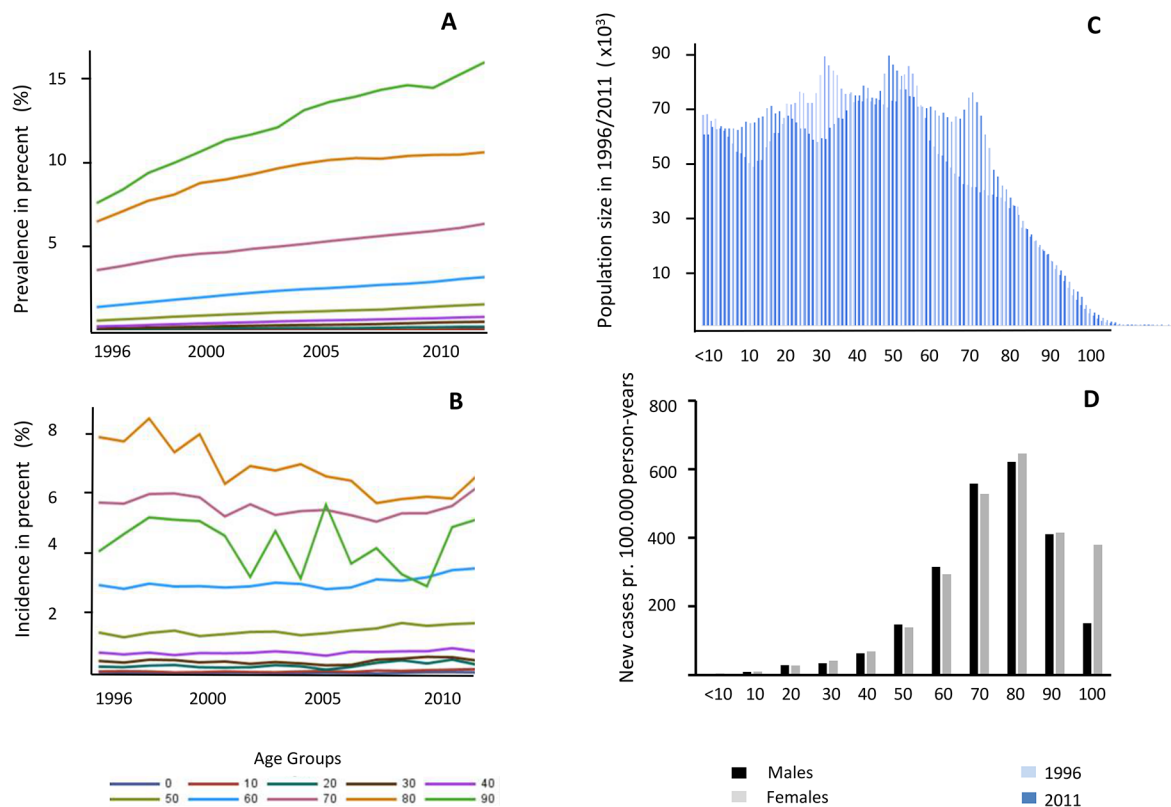 A
Prevalence in precent (%)
15
10
5
1996 2000 2005 2010
B
Incidence in precent (%)
8
6
4
2
1996 2000 2005 2010
Age Groups
0 10 20 30 40
50 60 70 80 90
C
Population size in 1996/2011 ( x10³)
90
70
50
30
10
<10 10 20 30 40 50 60 70 80 90 100
D
New cases pr. 100.000 person-years
800
600
400
200
<10 10 20 30 40 50 60 70 80 90 100
Males
Females
1996
2011